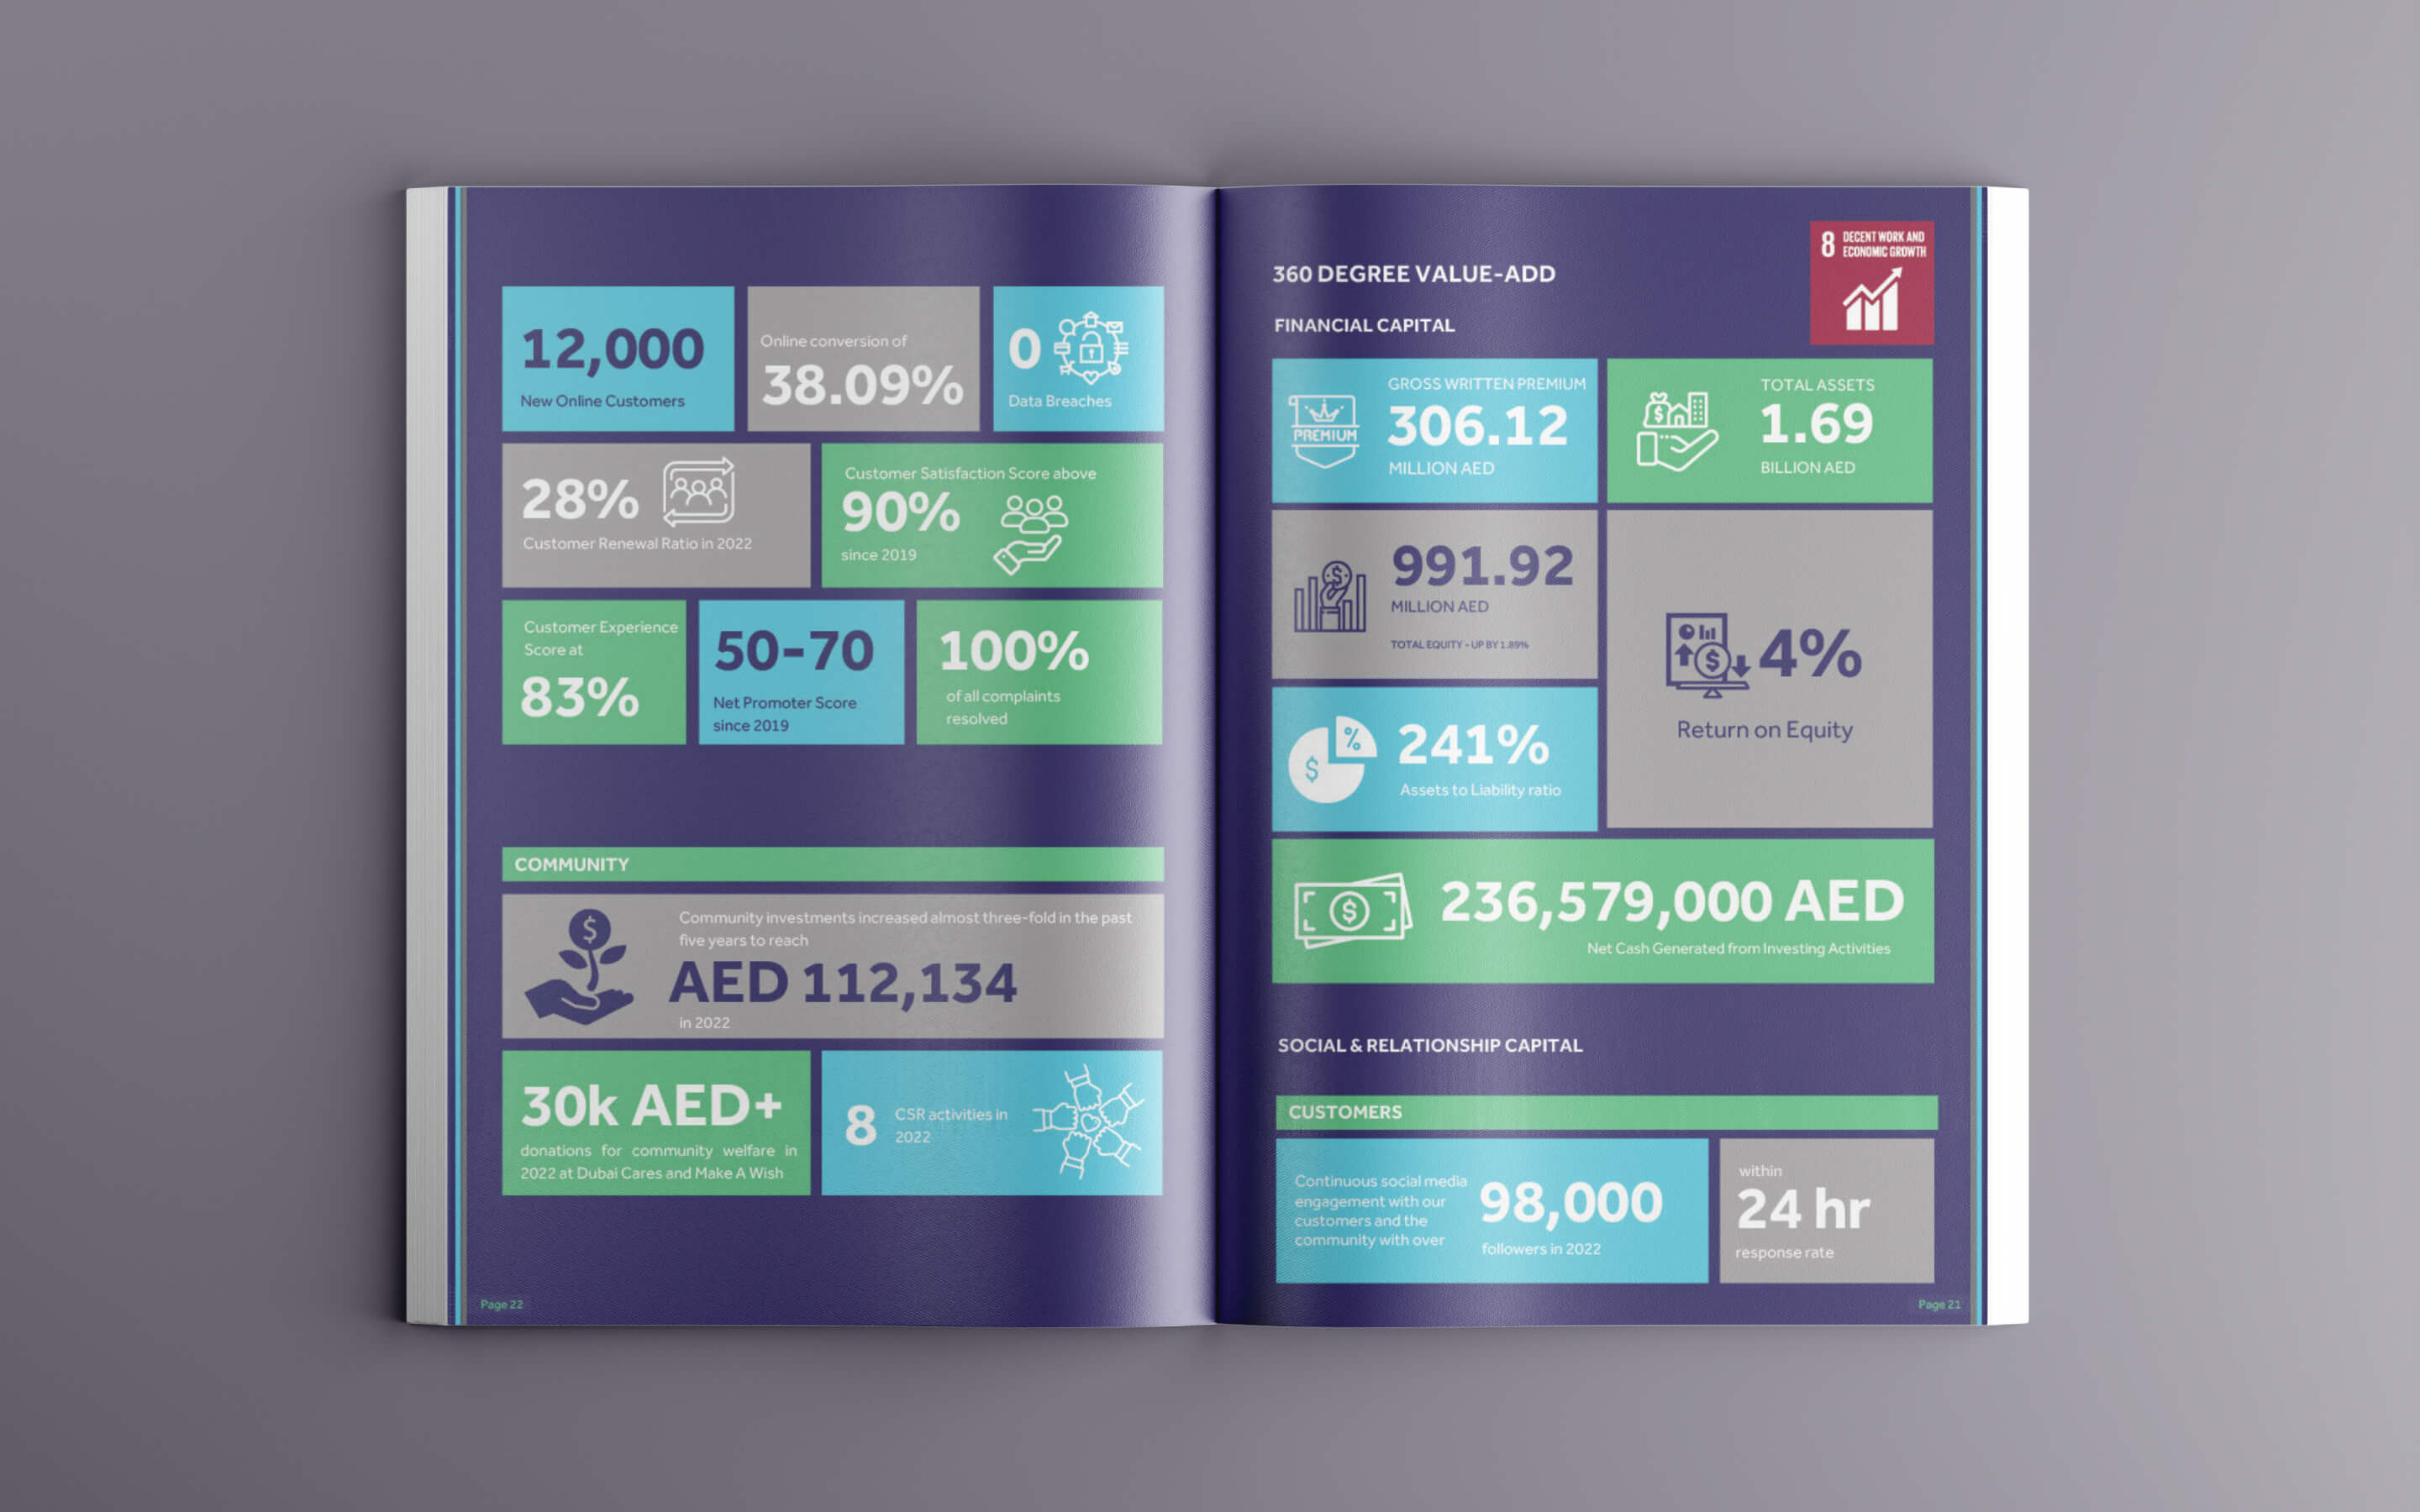 12,000
New Online Customers
Online conversion of
38.09%
0
Data Breaches
28%
Customer Renewal Ratio in 2022
Customer Satisfaction Score above
90%
since 2019
Customer Experience
Score at
83%
50-70
Net Promoter Score
since 2019
100%
of all complaints
resolved
COMMUNITY
$
Community investments increased almost three-fold in the past
five years to reach
AED 112,134
in 2022
30k AED+
donations for community welfare in
2022 at Dubai Cares and Make A Wish
8
CSR activities in
2022
Page 22
8 DECENT WORK AND
ECONOMIC GROWTH
360 DEGREE VALUE-ADD
FINANCIAL CAPITAL
PREMIUM
GROSS WRITTEN PREMIUM
306.12
MILLION AED
$
TOTAL ASSETS
1.69
BILLION AED
$
991.92
MILLION AED
TOTAL EQUITY - UP BY 1.89%
$
4%
Return on Equity
%
$
241%
Assets to Liability ratio
$
236,579,000 AED
Net Cash Generated from Investing Activities
SOCIAL & RELATIONSHIP CAPITAL
CUSTOMERS
Continuous social media
engagement with our
customers and the
community with over
98,000
followers in 2022
within
24 hr
response rate
Page 21